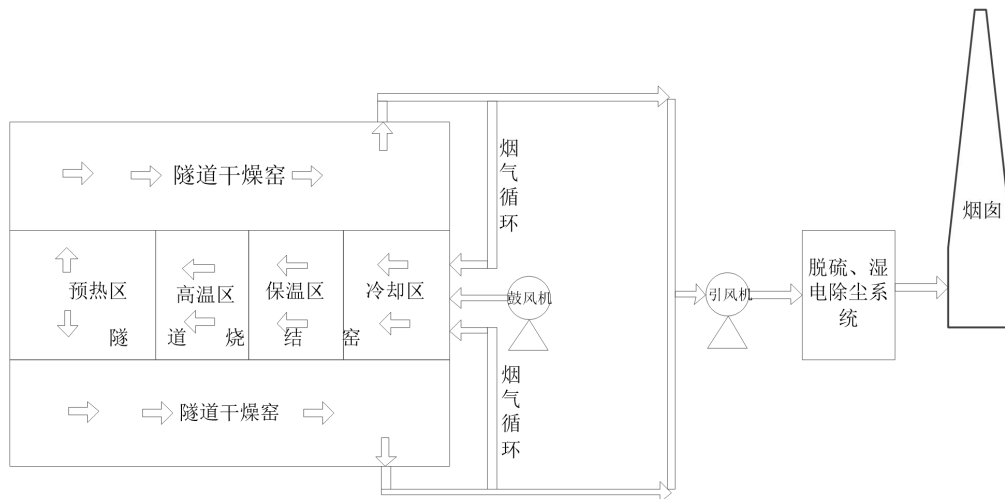 隧道干燥窑
烟气循环
烟囱
预热区
高温区
保温区
冷却区
鼓风机
引风机
脱硫、湿
电除尘系
统
隧道烧结窑
烟气循环
隧道干燥窑